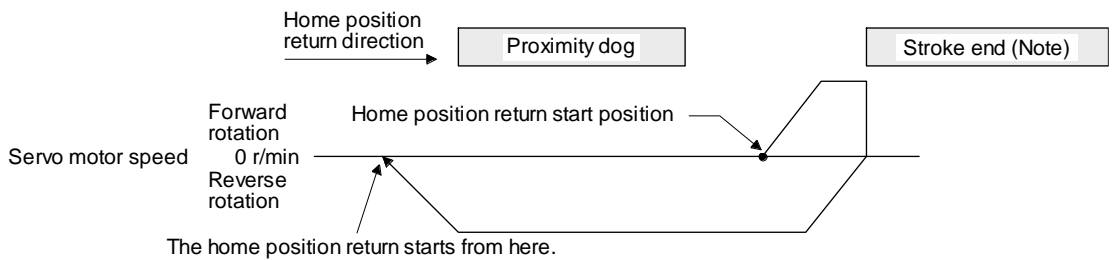 Home position
return direction
Proximity dog
Stroke end (Note)
Forward
rotation
Home position return start position
Servo motor speed 0 r/min
Reverse
rotation
The home position return starts from here.